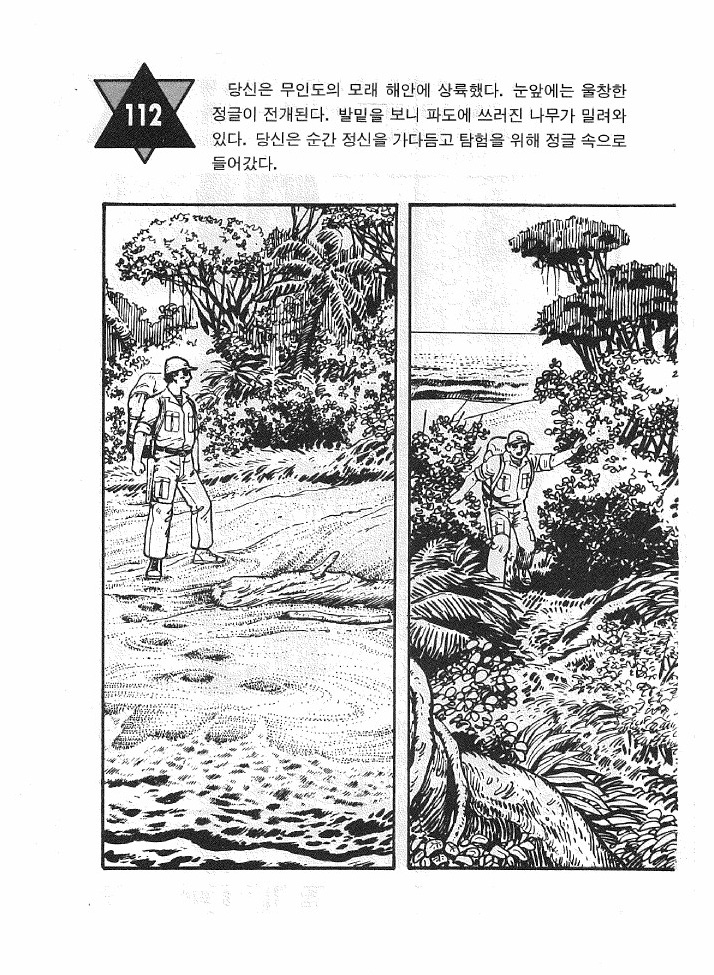 112
당신은 무인도의 모래 해안에 상륙했다. 눈앞에는 울창한
정글이 전개된다. 발밑을 보니 파도에 쓰러진 나무가 밀려와
있다. 당신은 순간 정신을 가다듬고 탐험을 위해 정글 속으로
들어갔다.